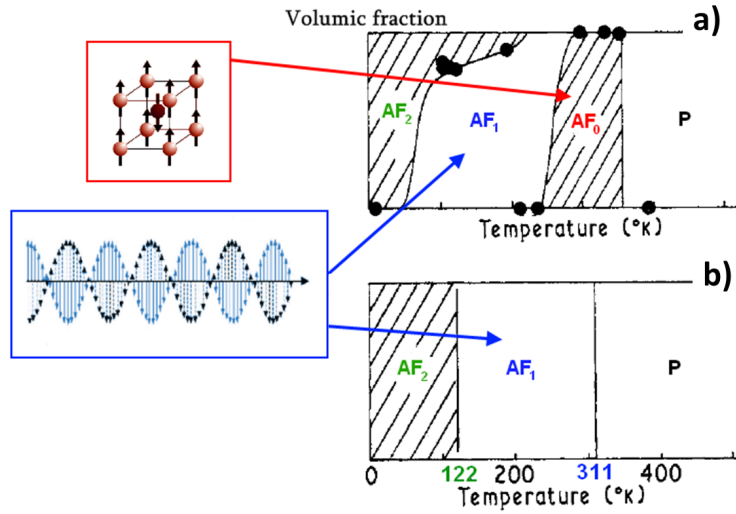 Volumic fraction
a)
AF₂
AF₁
AF₀
P
Temperature (°K)
b)
AF₂
AF₁
P
0
122
200
311
400
Temperature (°K)